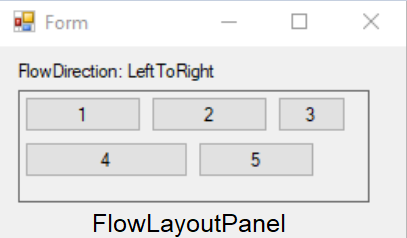 Form
FlowDirection: LeftToRight
1 2 3
4 5
FlowLayoutPanel